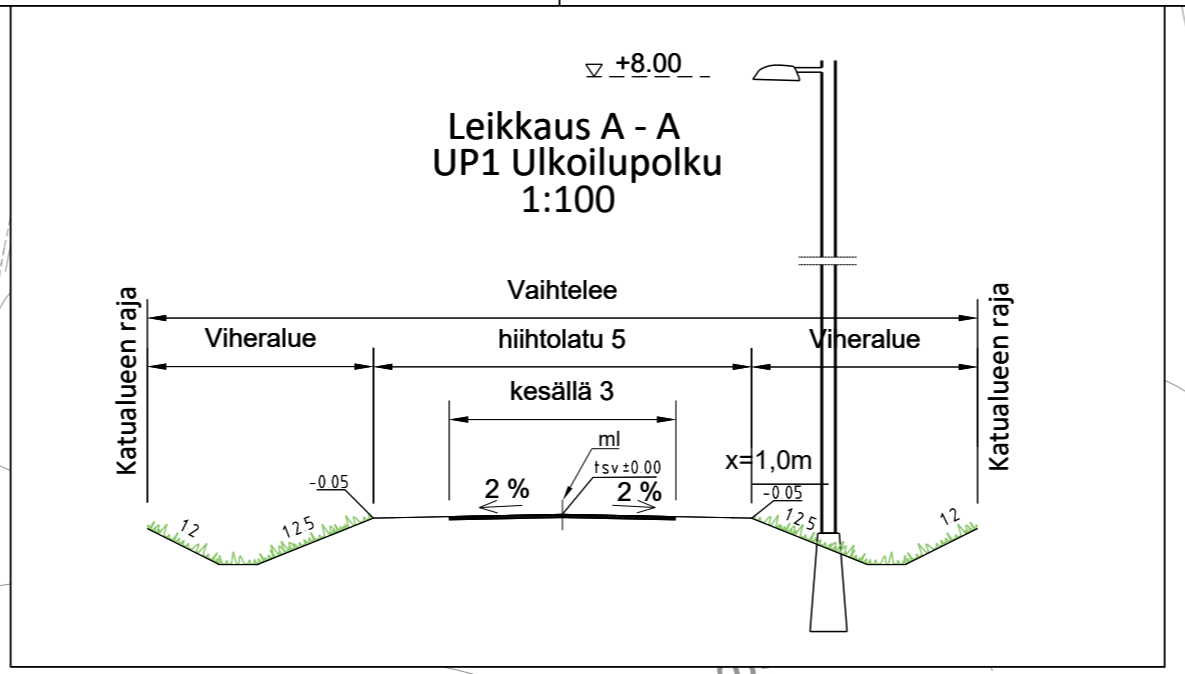 +8.00
Leikkaus A - A
UP1 Ulkoilupolku
1:100
Katualueen raja
Vaihtelee
Katualueen raja
Viheralue
hiihtolatu 5
Viheralue
kesällä 3
ml
x=1,0m
tsv ±0.00
-0.05
2 %
2 %
-0.05
1:2
1:2.5
1:2.5
1:2